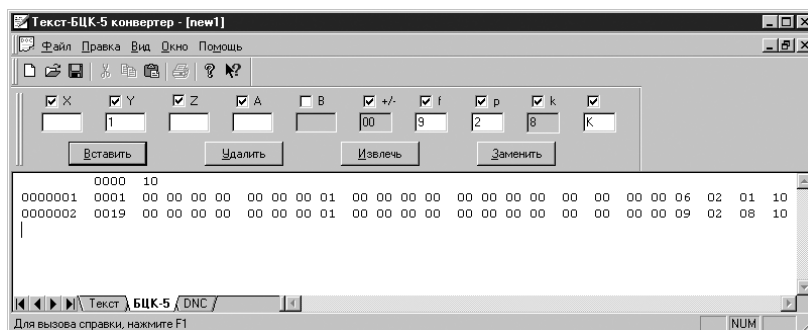 Текст-БЦК-5 конвертер - [new1]
Файл Правка Вид Окно Помощь
X Y Z A B +/- f p k
1 00 9 2 8 K
Вставить Удалить Извлечь Заменить
0000 10
0000001 0001 00 00 00 00 00 00 00 01 00 00 00 00 00 00 00 00 00 00 00 00 06 02 01 10
0000002 0019 00 00 00 00 00 00 00 01 00 00 00 00 00 00 00 00 00 00 00 00 09 02 08 10
Текст БЦК-5 DNC
Для вызова справки, нажмите F1 NUM